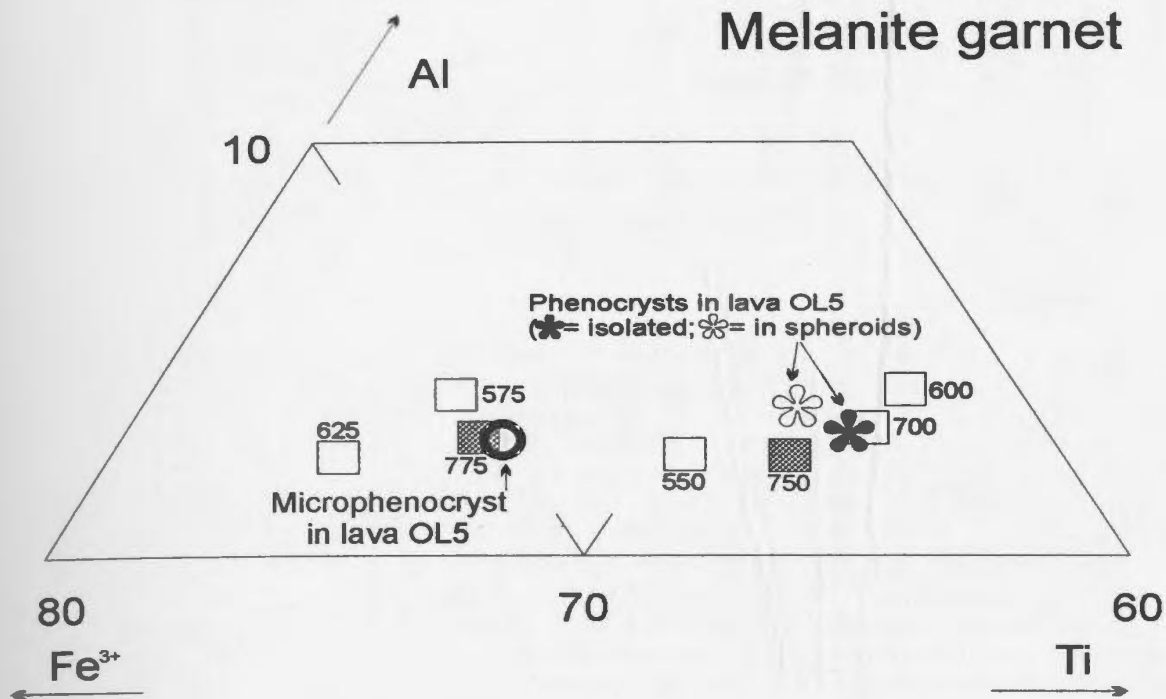 Melanite garnet
Al
10
Phenocrysts in lava OL5
(✽= isolated;✽= in spheroids)
575
600
625
700
775
550
750
Microphenocryst
in lava OL5
80
70
60
Fe³⁺
Ti